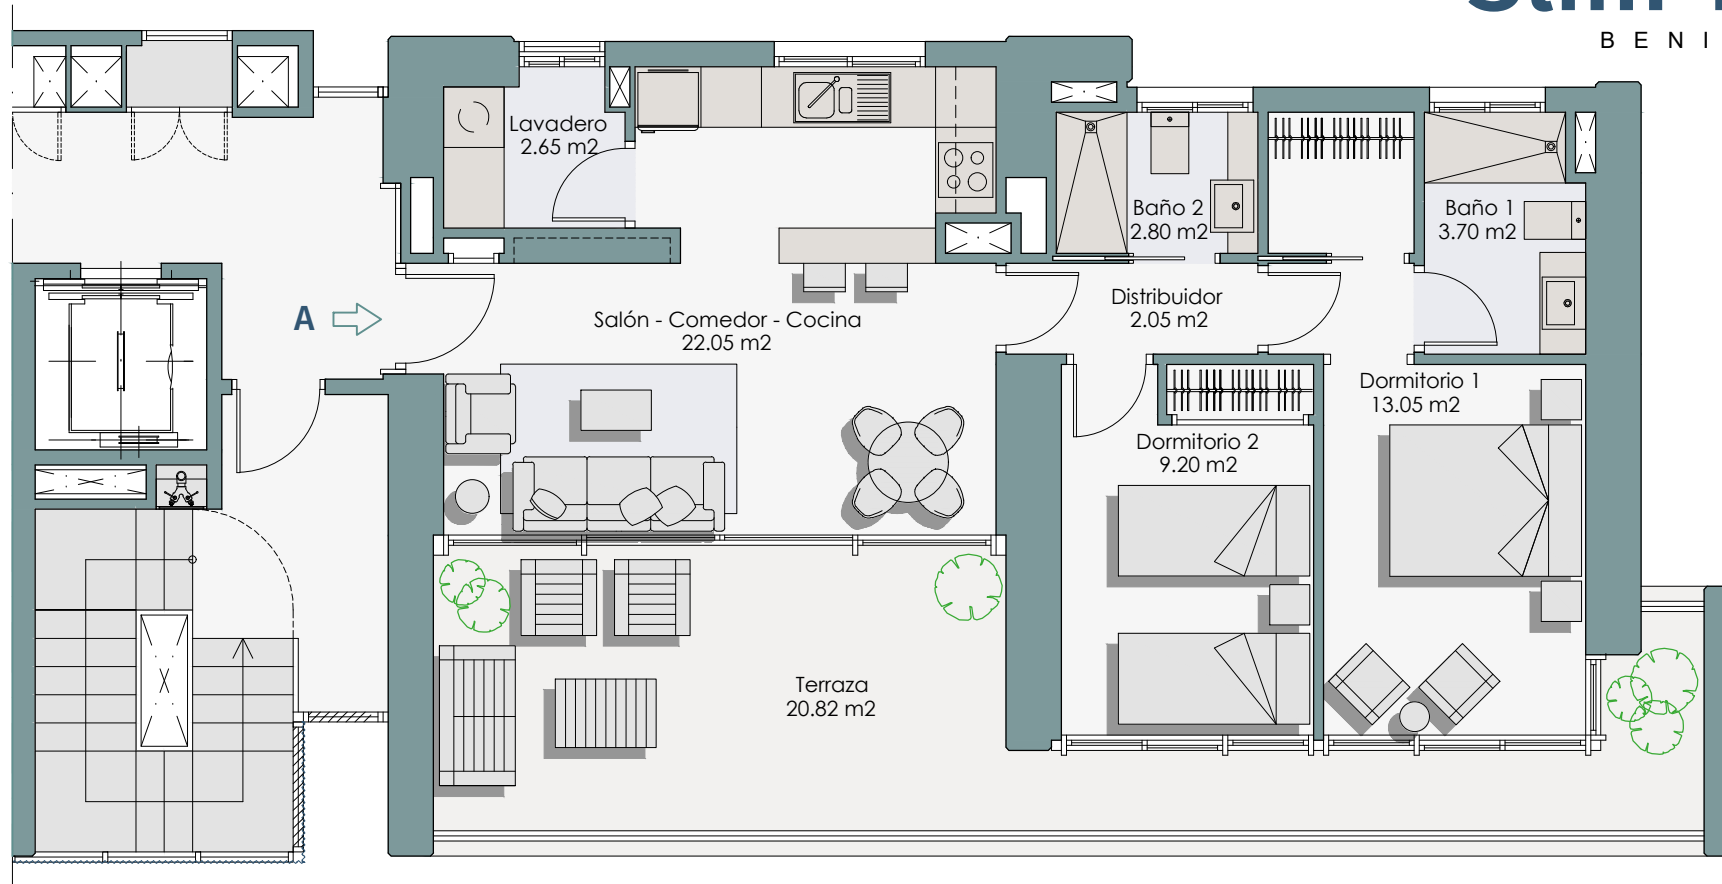 BENI
Lavadero
2.65 m2
Baño 2
2.80 m2
Baño 1
3.70 m2
A
Salón - Comedor - Cocina
22.05 m2
Distribuidor
2.05 m2
Dormitorio 1
13.05 m2
Dormitorio 2
9.20 m2
Terraza
20.82 m2